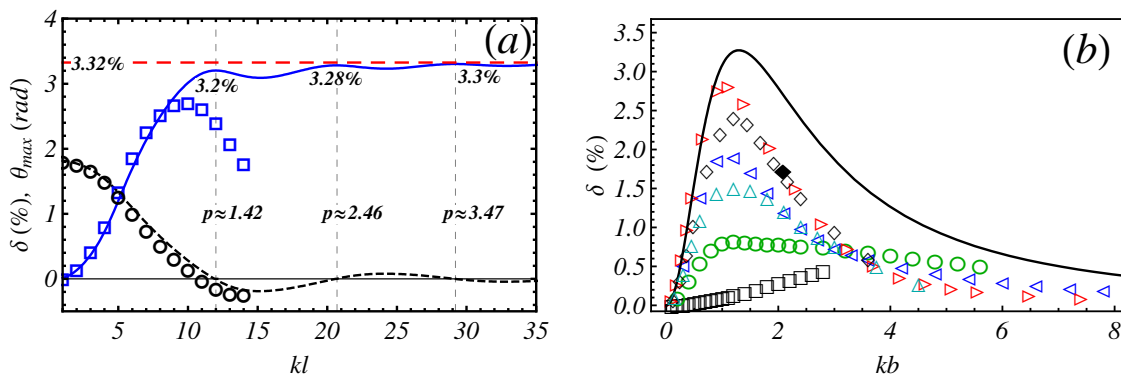 (a)
δ (%), θmax (rad)
4
3
2
1
0
3.32%
3.2%
3.28%
3.3%
p≈1.42
p≈2.46
p≈3.47
5 10 15 20 25 30 35
kl
(b)
δ (%)
3.5
3.0
2.5
2.0
1.5
1.0
0.5
0.0
0 2 4 6 8
kb